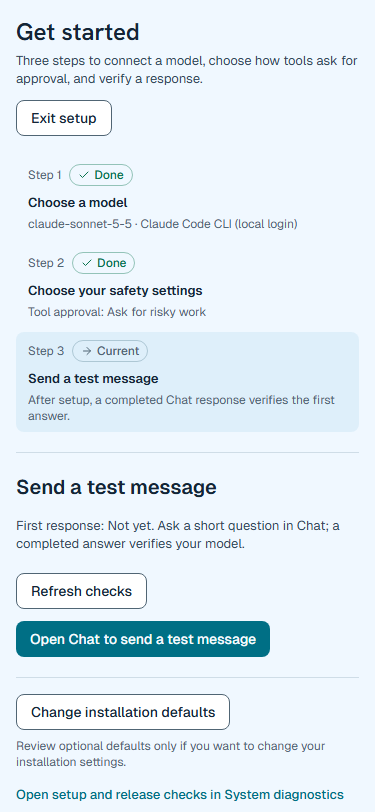 Get started
Three steps to connect a model, choose how tools ask for
approval, and verify a response.
Exit setup
Step 1 Done
Choose a model
claude-sonnet-5-5 · Claude Code CLI (local login)
Step 2 Done
Choose your safety settings
Tool approval: Ask for risky work
Step 3 Current
Send a test message
After setup, a completed Chat response verifies the first
answer.
Send a test message
First response: Not yet. Ask a short question in Chat; a
completed answer verifies your model.
Refresh checks
Open Chat to send a test message
Change installation defaults
Review optional defaults only if you want to change your
installation settings.
Open setup and release checks in System diagnostics